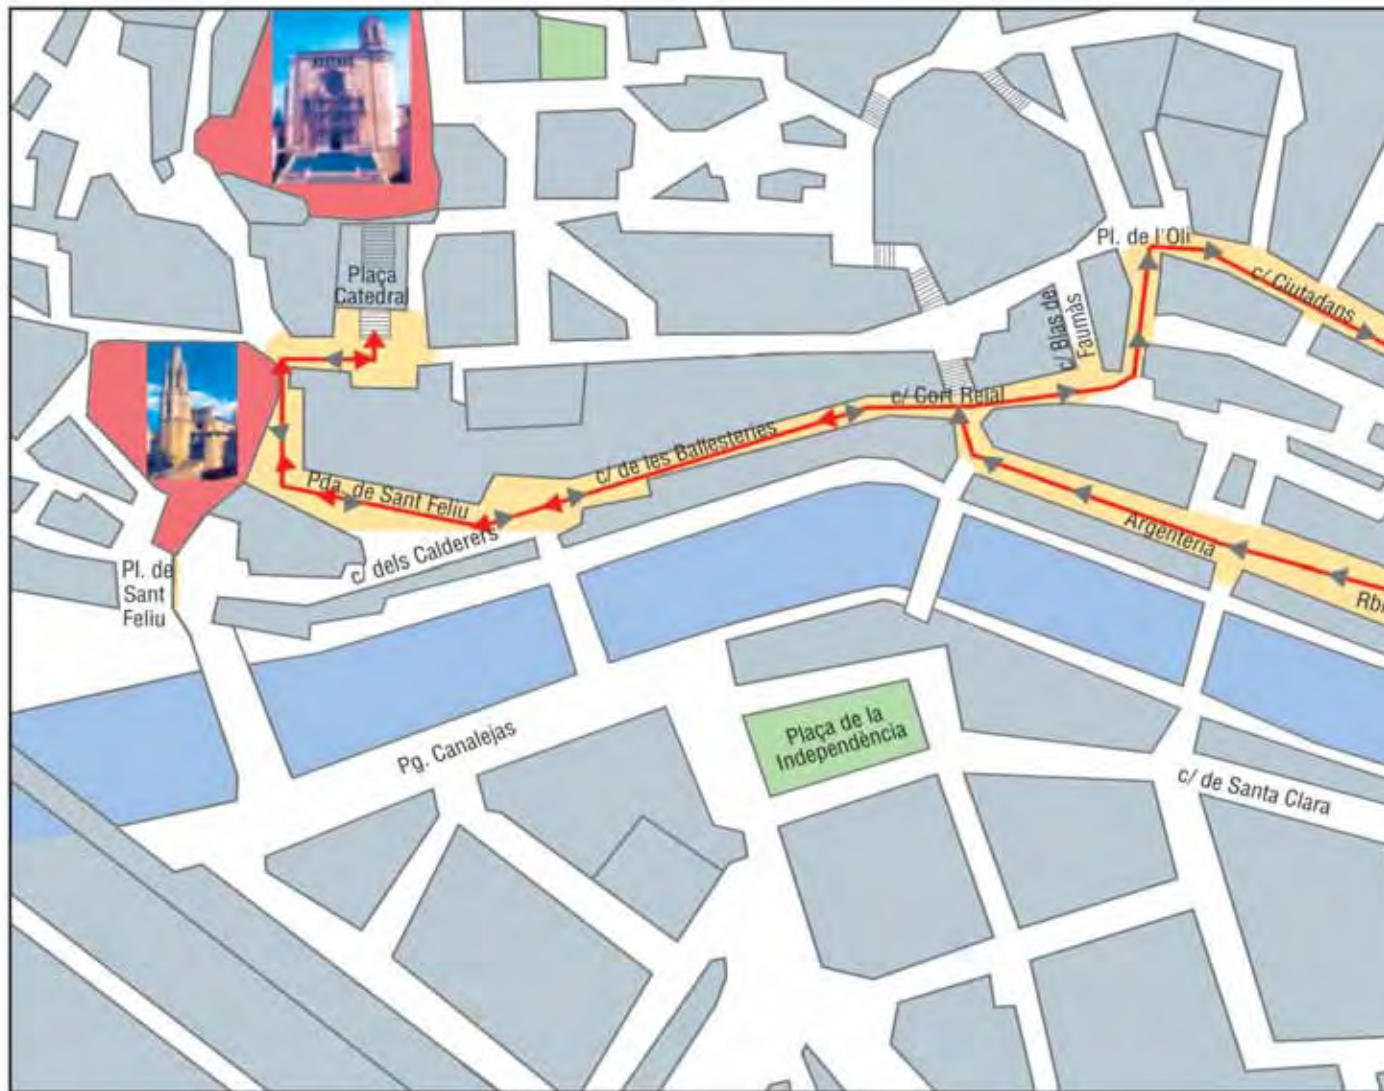 Plaça
Catedral
Pl. de l'Oli
c/ Ciutadans
c/ Blas de
Faumàs
c/ Cort Reial
c/ de les Ballesteries
Pda. de Sant Feliu
c/ dels Calderers
Argenteria
Pl. de
Sant
Feliu
Plaça de la
Independència
Pg. Canalejas
c/ de Santa Clara